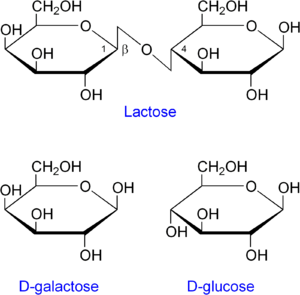 CH₂OH CH₂OH
OH O O OH
OH 1 β O 4 OH
OH OH
Lactose
CH₂OH CH₂OH
OH O OH O OH
OH OH OH
OH OH
D-galactose D-glucose